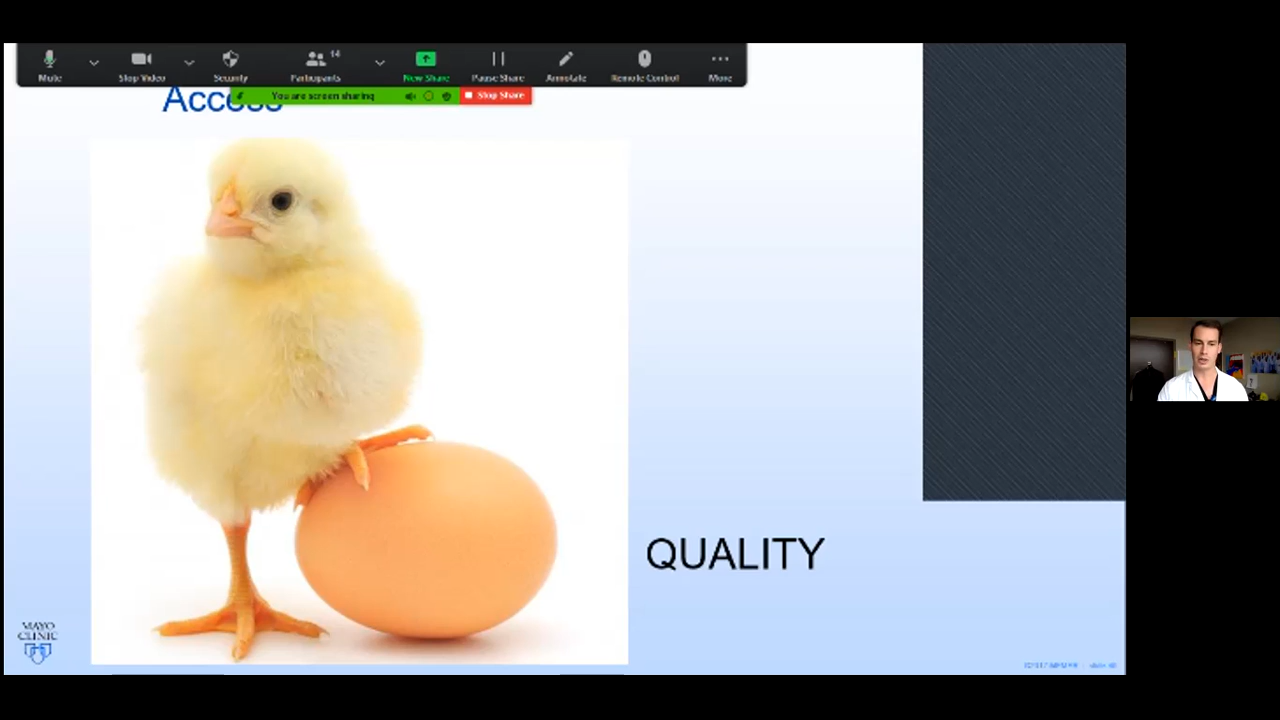 14
Mute
Stop Video
Security
Participants
New Share
Pause Share
Annotate
Remote Control
More
You are screen sharing
Stop Share
Access
QUALITY
MAYO
CLINIC